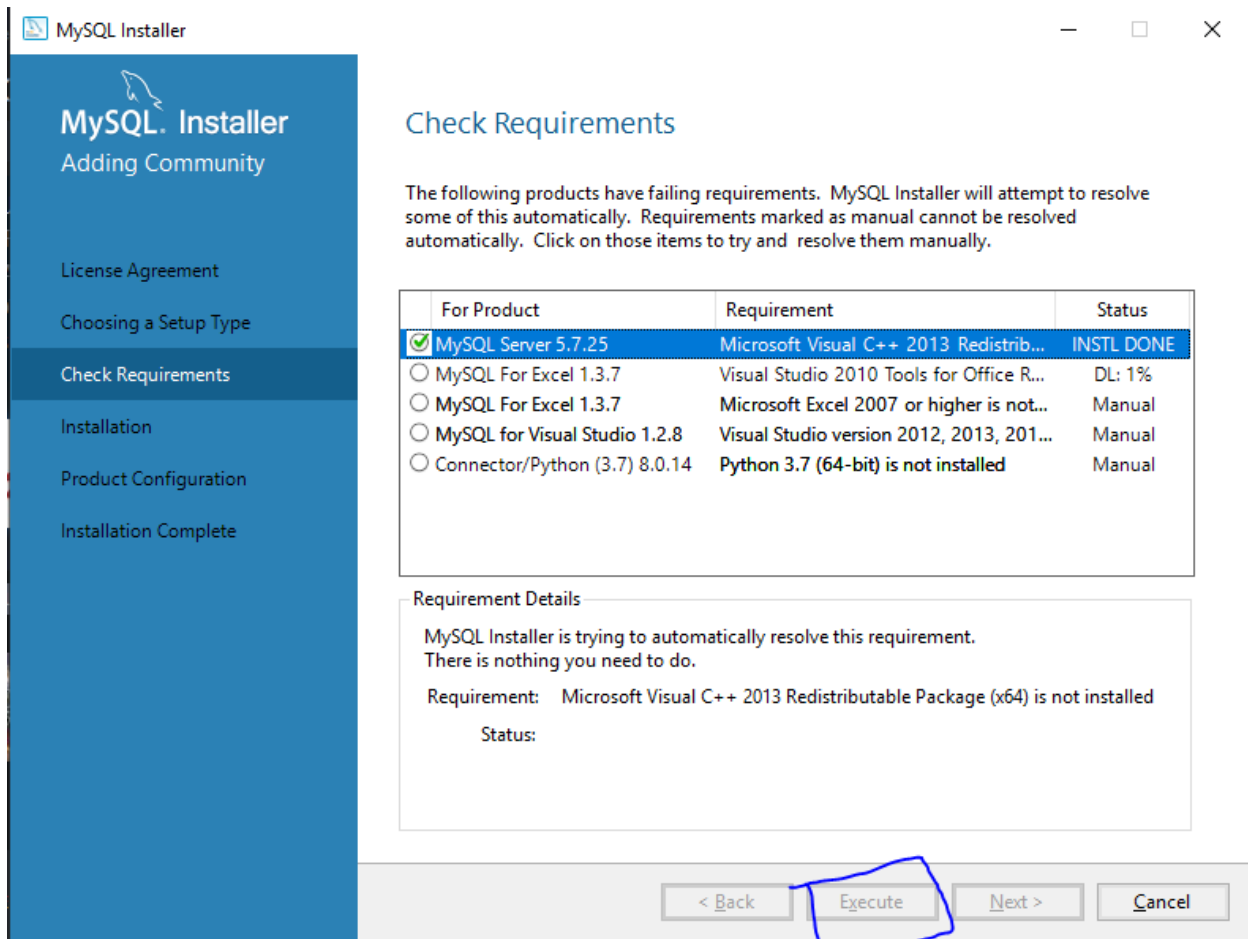 MySQL Installer
MySQL. Installer
Adding Community
License Agreement
Choosing a Setup Type
Check Requirements
Installation
Product Configuration
Installation Complete
Check Requirements
The following products have failing requirements. MySQL Installer will attempt to resolve
some of this automatically. Requirements marked as manual cannot be resolved
automatically. Click on those items to try and resolve them manually.
For Product Requirement Status
MySQL Server 5.7.25 Microsoft Visual C++ 2013 Redistrib... INSTL DONE
MySQL For Excel 1.3.7 Visual Studio 2010 Tools for Office R... DL: 1%
MySQL For Excel 1.3.7 Microsoft Excel 2007 or higher is not... Manual
MySQL for Visual Studio 1.2.8 Visual Studio version 2012, 2013, 201... Manual
Connector/Python (3.7) 8.0.14 Python 3.7 (64-bit) is not installed Manual
Requirement Details
MySQL Installer is trying to automatically resolve this requirement.
There is nothing you need to do.
Requirement: Microsoft Visual C++ 2013 Redistributable Package (x64) is not installed
Status:
< Back Execute Next > Cancel